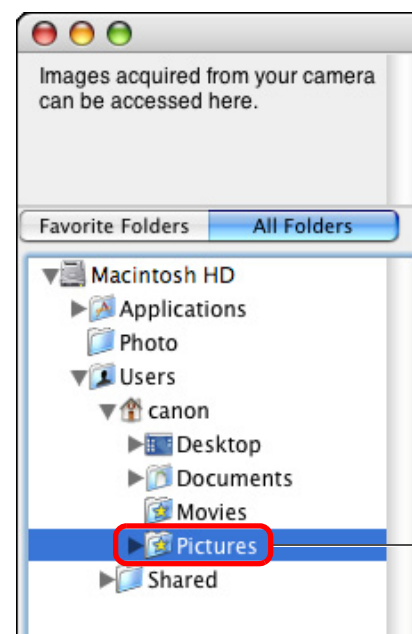 Images acquired from your camera
can be accessed here.
Favorite Folders All Folders
Macintosh HD
Applications
Photo
Users
canon
Desktop
Documents
Movies
Pictures
Shared